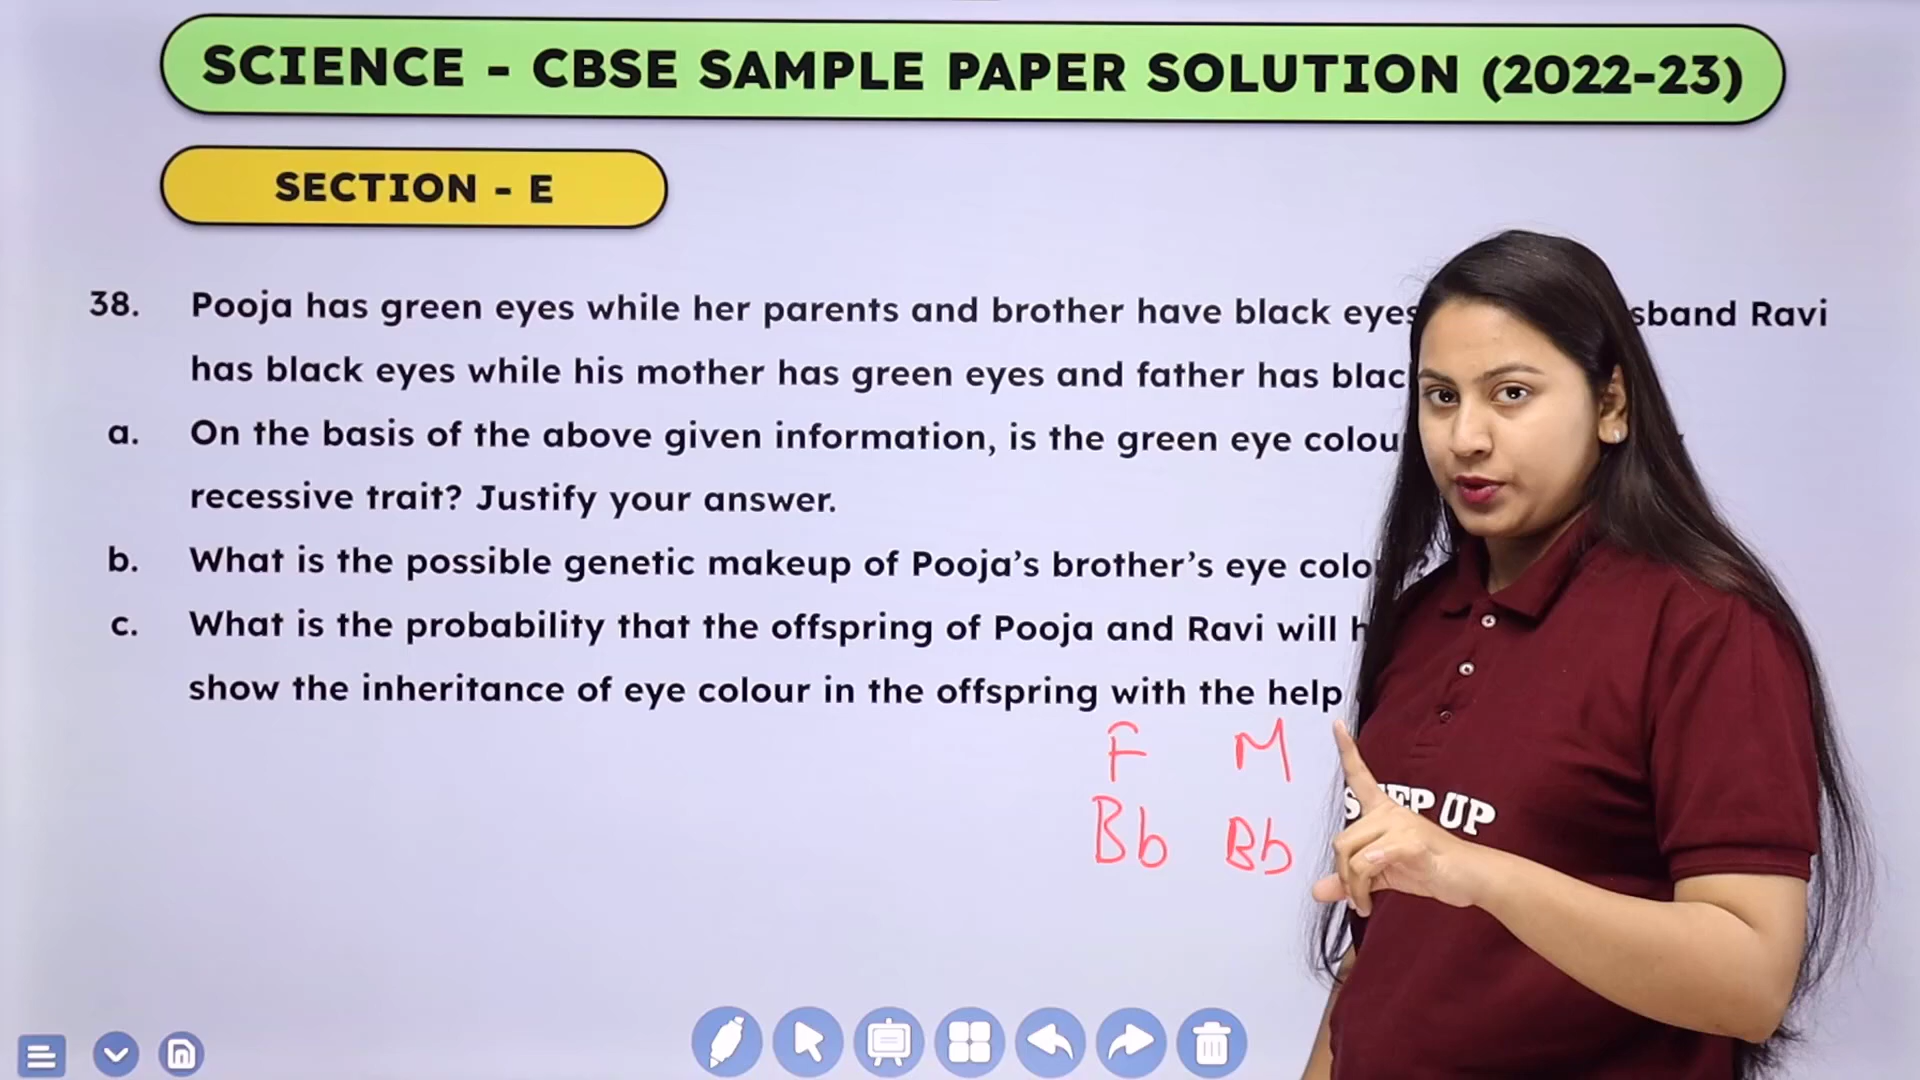 SCIENCE - CBSE SAMPLE PAPER SOLUTION (2022-23)
SECTION - E
38. Pooja has green eyes while her parents and brother have black eyes sband Ravi
has black eyes while his mother has green eyes and father has blac
a. On the basis of the above given information, is the green eye colou
recessive trait? Justify your answer.
b. What is the possible genetic makeup of Pooja’s brother’s eye colo ?
c. What is the probability that the offspring of Pooja and Ravi will h
show the inheritance of eye colour in the offspring with the help
F M
Bb Bb
STEP UP